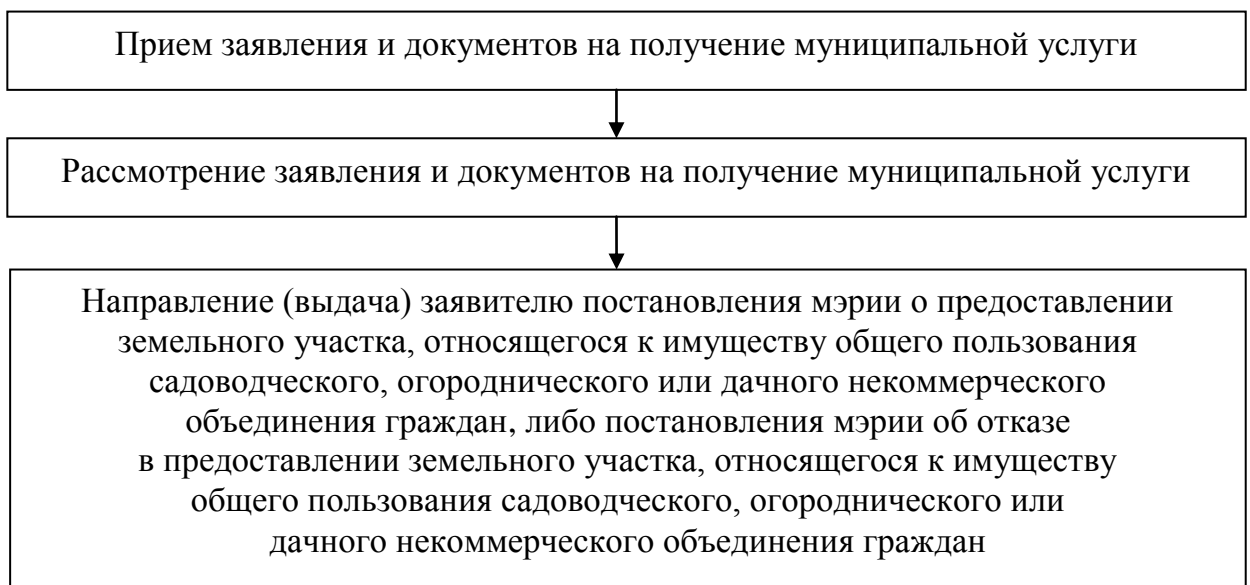 Прием заявления и документов на получение муниципальной услуги
Рассмотрение заявления и документов на получение муниципальной услуги
Направление (выдача) заявителю постановления мэрии о предоставлении
земельного участка, относящегося к имуществу общего пользования
садоводческого, огороднического или дачного некоммерческого
объединения граждан, либо постановления мэрии об отказе
в предоставлении земельного участка, относящегося к имуществу
общего пользования садоводческого, огороднического или
дачного некоммерческого объединения граждан